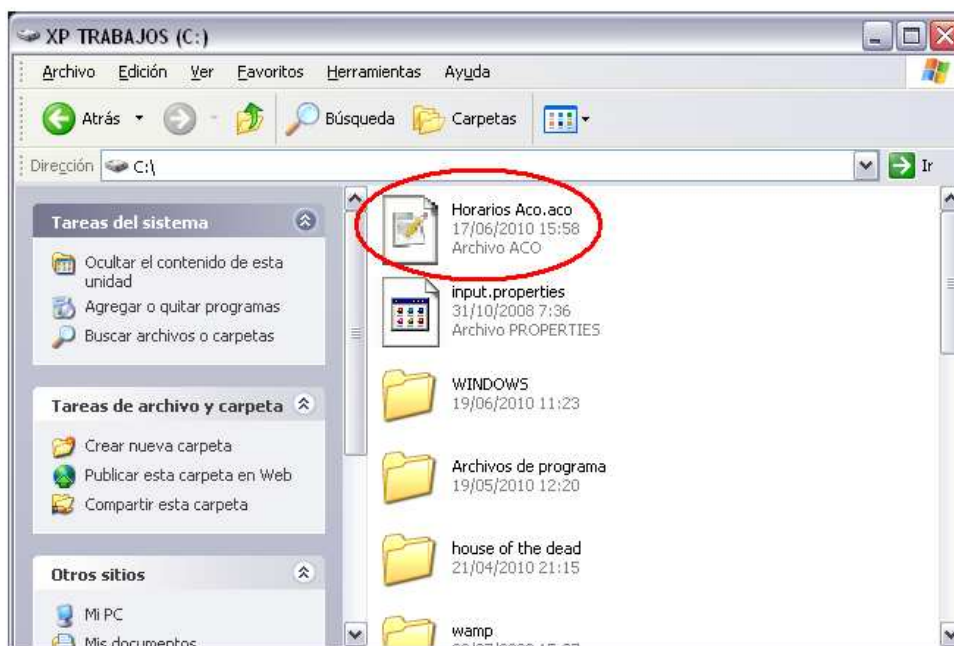 XP TRABAJOS (C:)
Archivo Edición Ver Favoritos Herramientas Ayuda
Atrás Búsqueda Carpetas
Dirección C:\ Ir
Tareas del sistema
Ocultar el contenido de esta
unidad
Agregar o quitar programas
Buscar archivos o carpetas
Tareas de archivo y carpeta
Crear nueva carpeta
Publicar esta carpeta en Web
Compartir esta carpeta
Otros sitios
Mi PC
Mis documentos
Horarios Aco.aco
17/06/2010 15:58
Archivo ACO
input.properties
31/10/2008 7:36
Archivo PROPERTIES
WINDOWS
19/06/2010 11:23
Archivos de programa
19/05/2010 12:20
house of the dead
21/04/2010 21:15
wamp